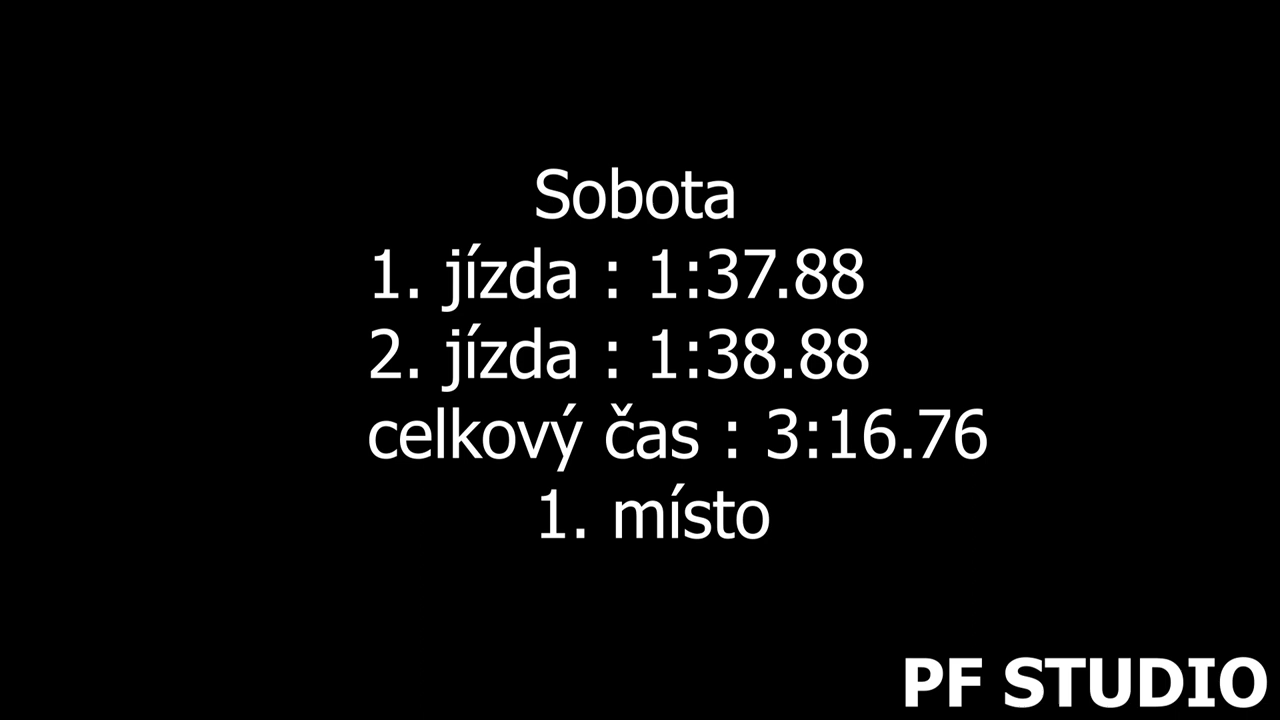 Sobota
1. jízda : 1:37.88
2. jízda : 1:38.88
celkový čas : 3:16.76
1. místo
PF STUDIO